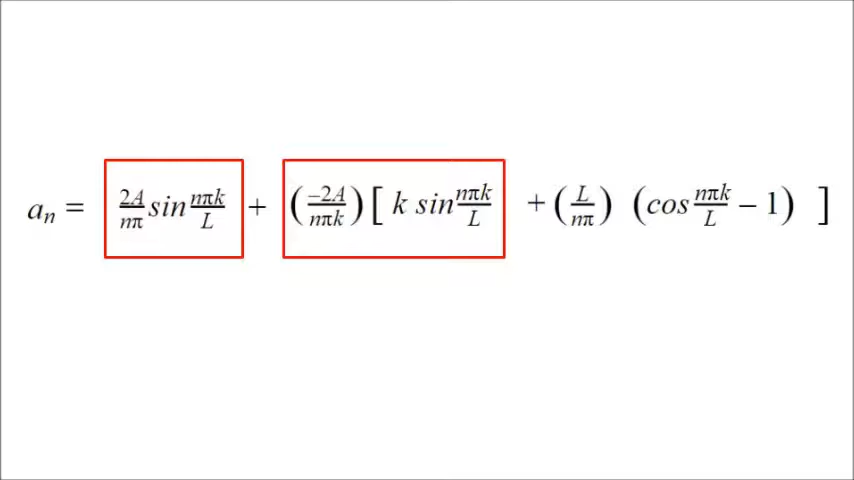 aₙ = 2A/nπ sin nπk/L + (−2A/nπk) [ k sin nπk/L + (L/nπ) (cos nπk/L − 1) ]